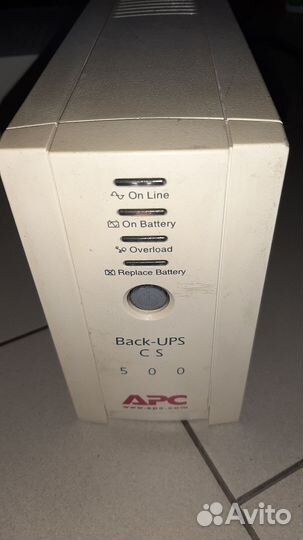 On Line
On Battery
Overload
Replace Battery
Back-UPS
CS
500
APC
www.apc.com
Avito